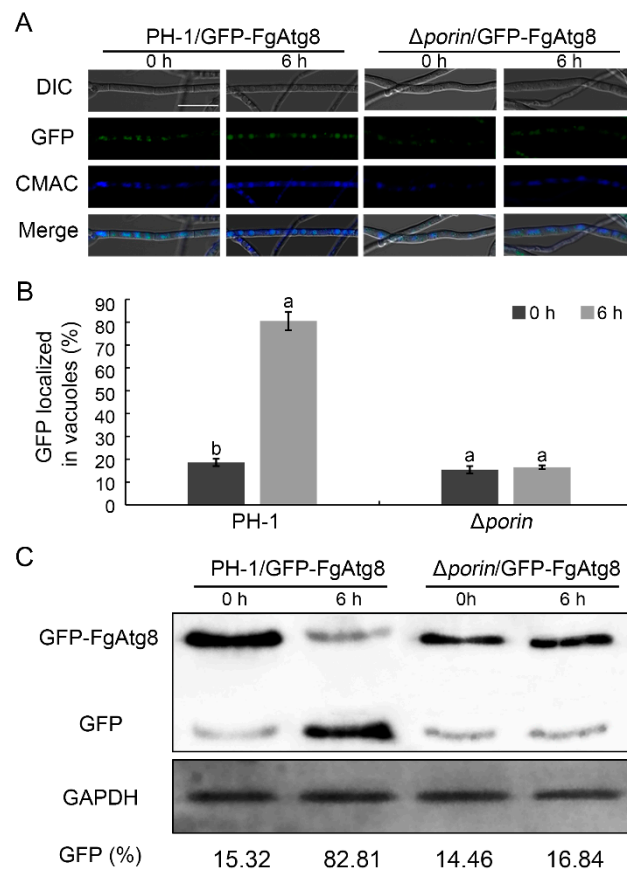 A
PH-1/GFP-FgAtg8 Δporin/GFP-FgAtg8
0 h 6 h 0 h 6 h
DIC
GFP
CMAC
Merge
B
GFP localized
in vacuoles (%)
90
80
70
60
50
40
30
20
10
0
b
a
a
a
0 h 6 h
PH-1 Δporin
C
PH-1/GFP-FgAtg8 Δporin/GFP-FgAtg8
0 h 6 h 0h 6 h
GFP-FgAtg8
GFP
GAPDH
GFP (%) 15.32 82.81 14.46 16.84